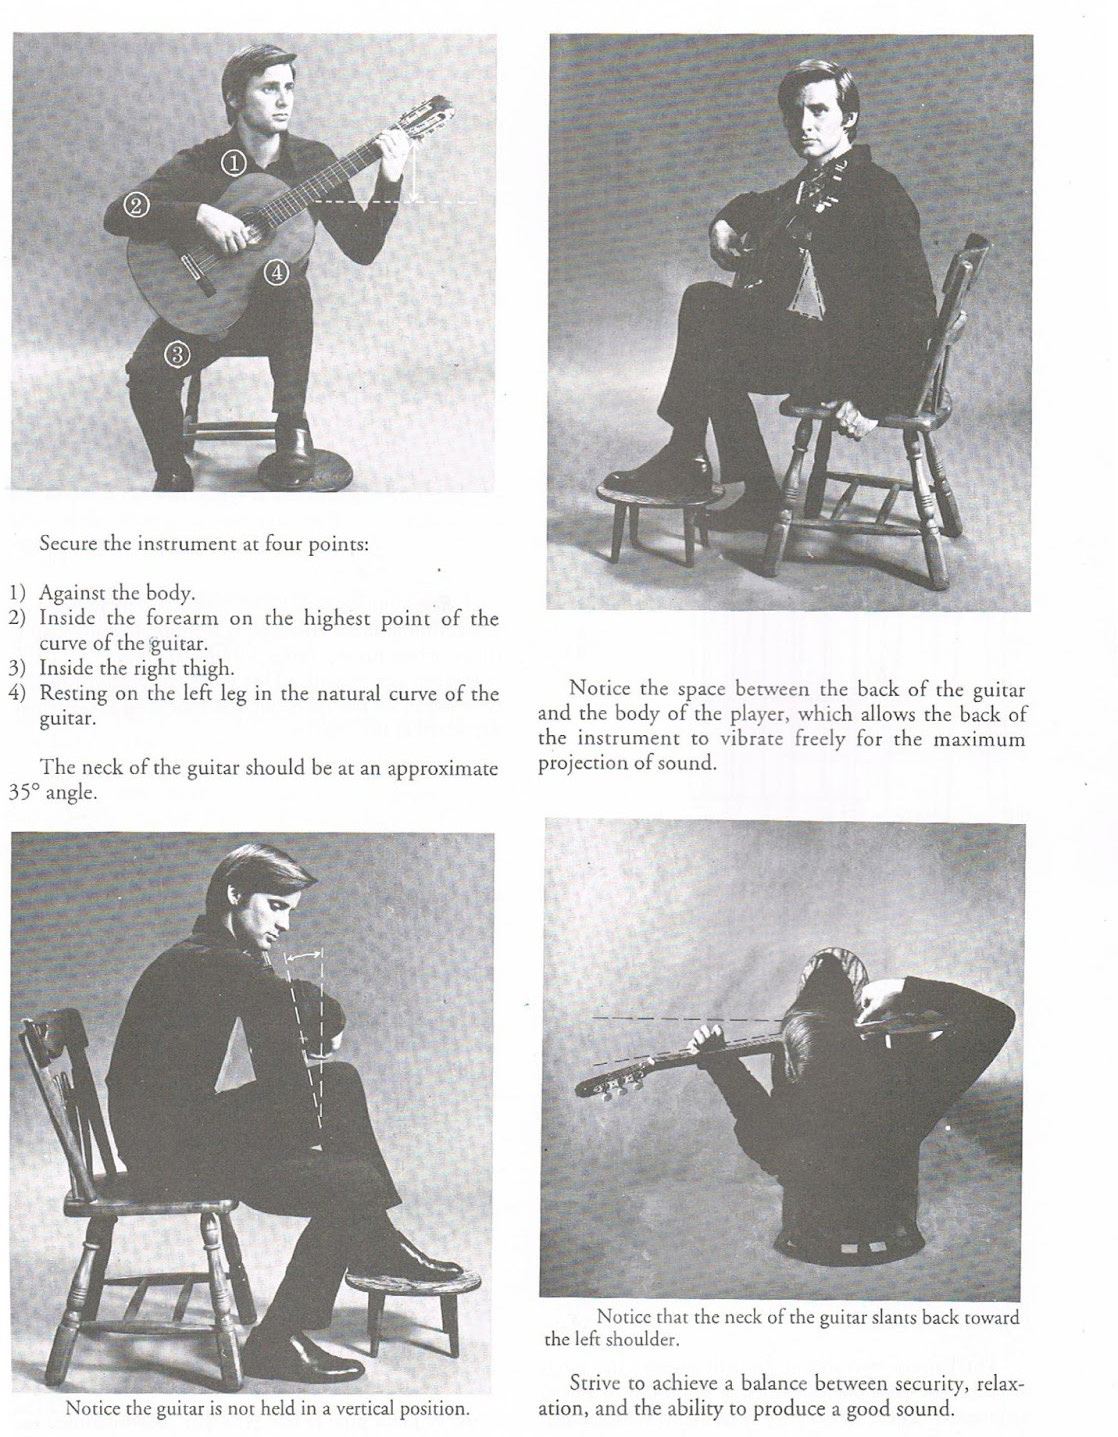 1
2
4
3
Secure the instrument at four points:
1) Against the body.
2) Inside the forearm on the highest point of the
curve of the guitar.
3) Inside the right thigh.
4) Resting on the left leg in the natural curve of the
guitar.
The neck of the guitar should be at an approximate
35° angle.
Notice the guitar is not held in a vertical position.
Notice the space between the back of the guitar
and the body of the player, which allows the back of
the instrument to vibrate freely for the maximum
projection of sound.
Notice that the neck of the guitar slants back toward
the left shoulder.
Strive to achieve a balance between security, relax-
ation, and the ability to produce a good sound.